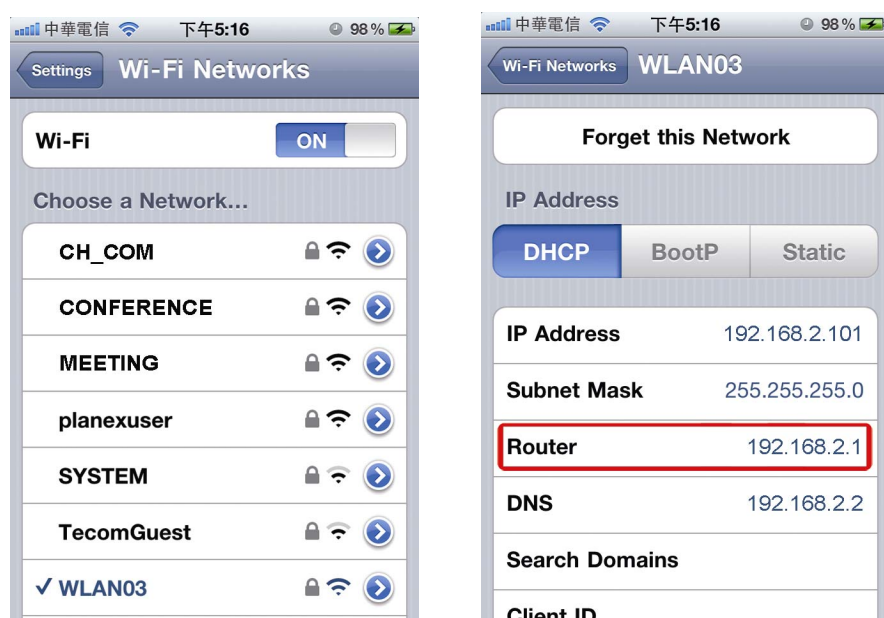 中華電信 下午5:16 98%
Settings Wi-Fi Networks
Wi-Fi ON
Choose a Network...
CH_COM
CONFERENCE
MEETING
planexuser
SYSTEM
TecomGuest
WLAN03
中華電信 下午5:16 98%
Wi-Fi Networks WLAN03
Forget this Network
IP Address
DHCP BootP Static
IP Address 192.168.2.101
Subnet Mask 255.255.255.0
Router 192.168.2.1
DNS 192.168.2.2
Search Domains
Client ID